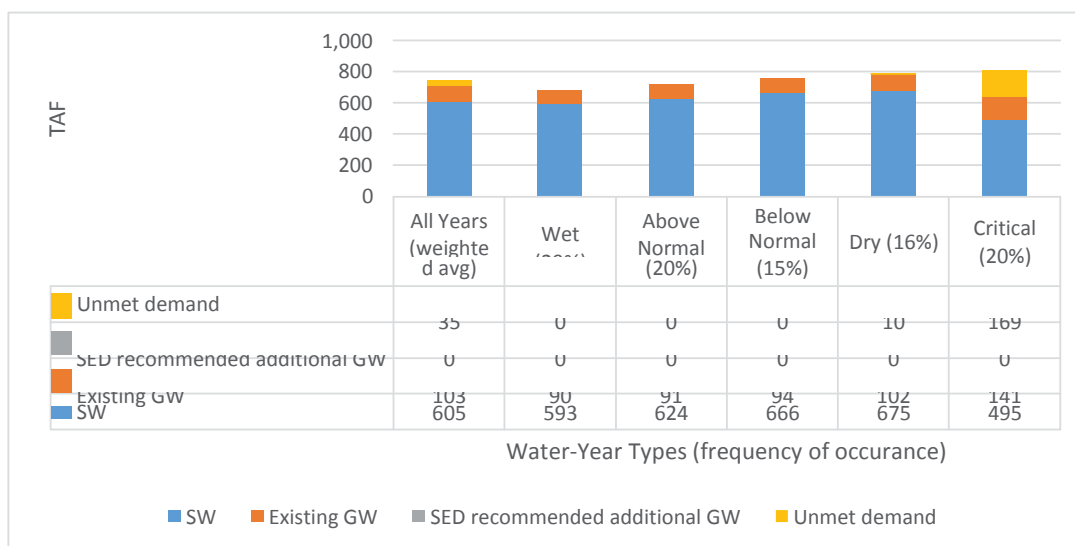 1,000
800
600
400
200
0
TAF
All Years (weighte d avg)
Wet
Above Normal (20%)
Below Normal (15%)
Dry (16%)
Critical (20%)
Unmet demand 35 0 0 0 10 169
SED recommended additional GW 0 0 0 0 0 0
Existing GW 103 90 91 94 102 141
SW 605 593 624 666 675 495
Water-Year Types (frequency of occurance)
SW Existing GW SED recommended additional GW Unmet demand